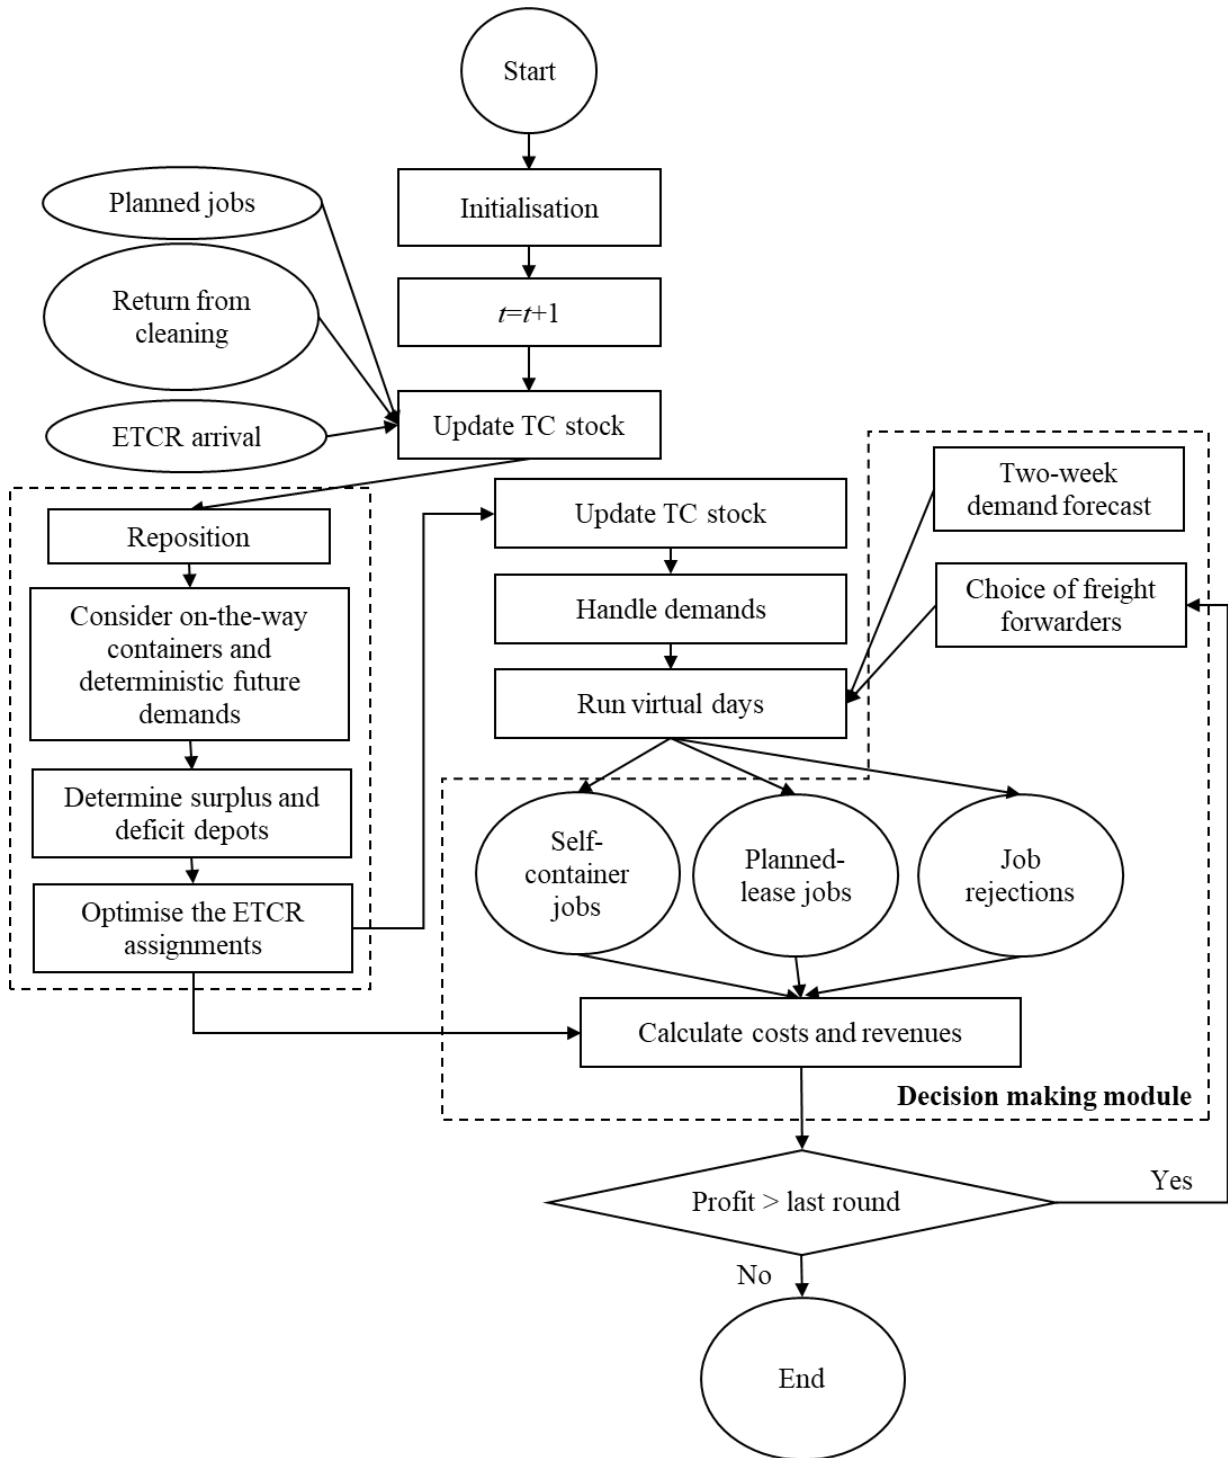 Start
Planned jobs
Initialisation
Return from
cleaning
t=t+1
ETCR arrival
Update TC stock
Two-week
demand forecast
Reposition
Update TC stock
Consider on-the-way
containers and
deterministic future
demands
Handle demands
Choice of freight
forwarders
Run virtual days
Determine surplus and
deficit depots
Optimise the ETCR
assignments
Self-
container
jobs
Planned-
lease jobs
Job
rejections
Calculate costs and revenues
Decision making module
Profit > last round
Yes
No
End